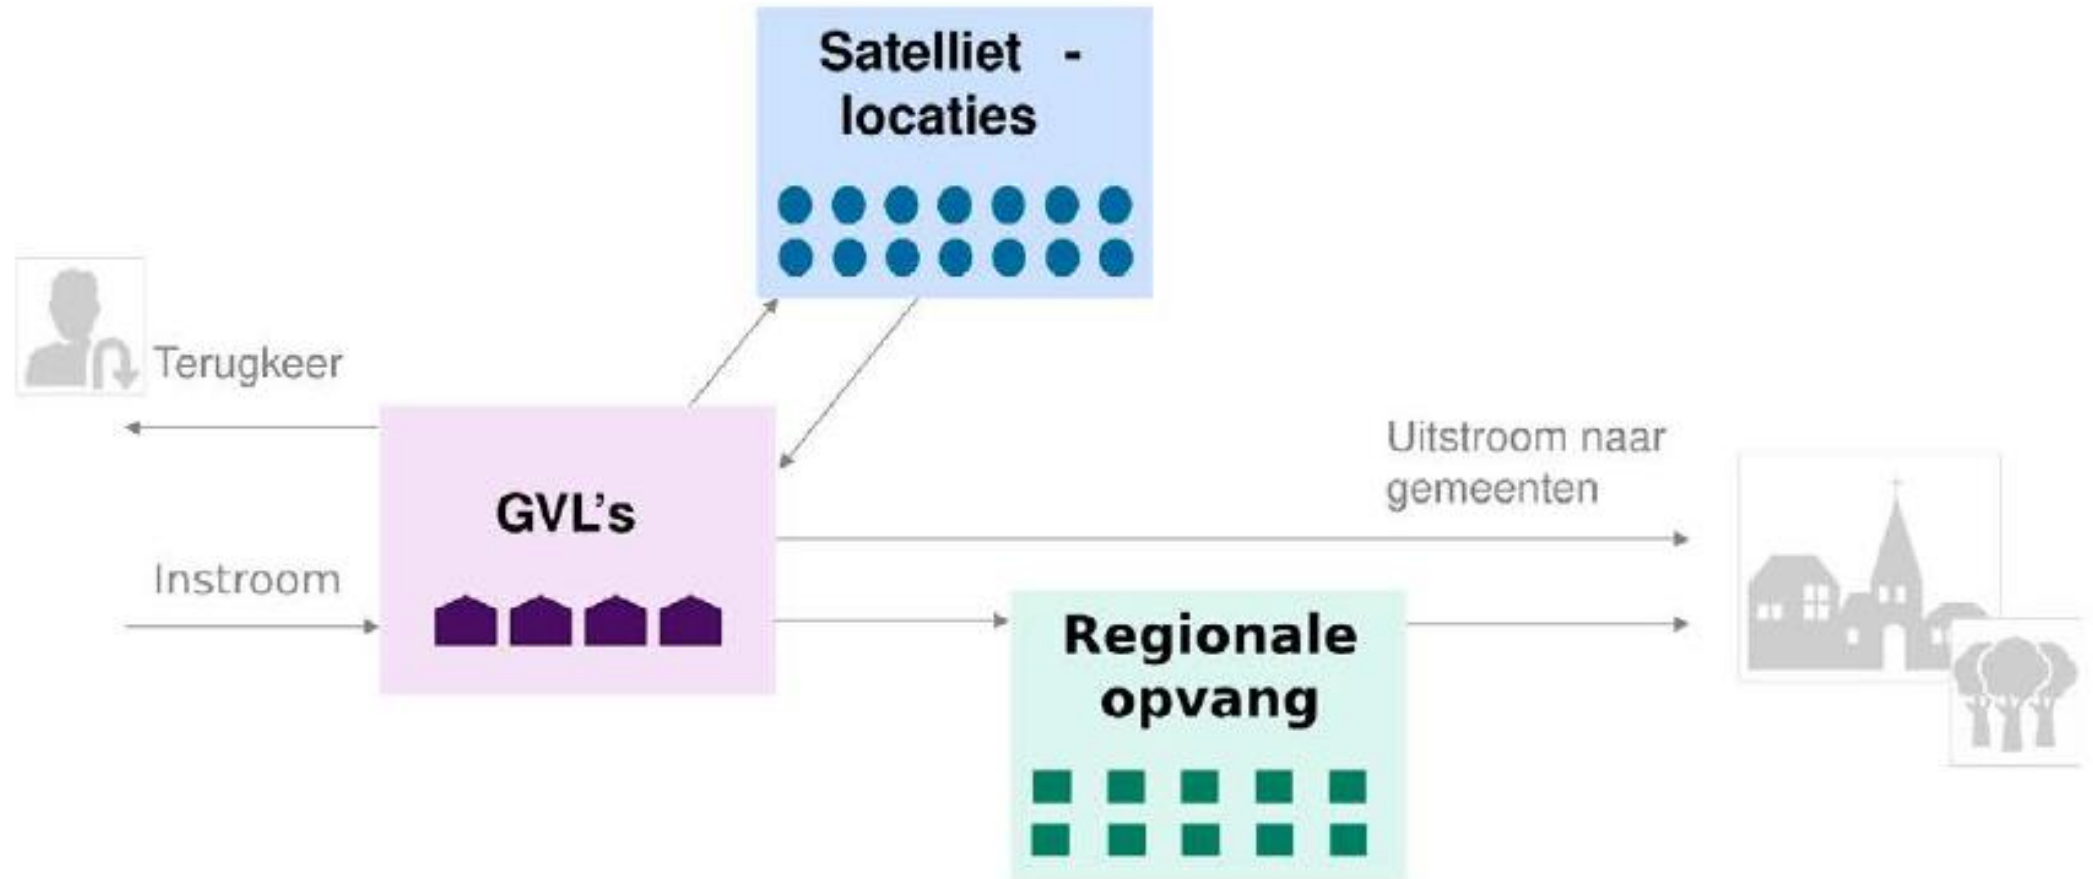 Satelliet -
locaties
Terugkeer
Uitstroom naar
gemeenten
GVL's
Instroom
Regionale
opvang